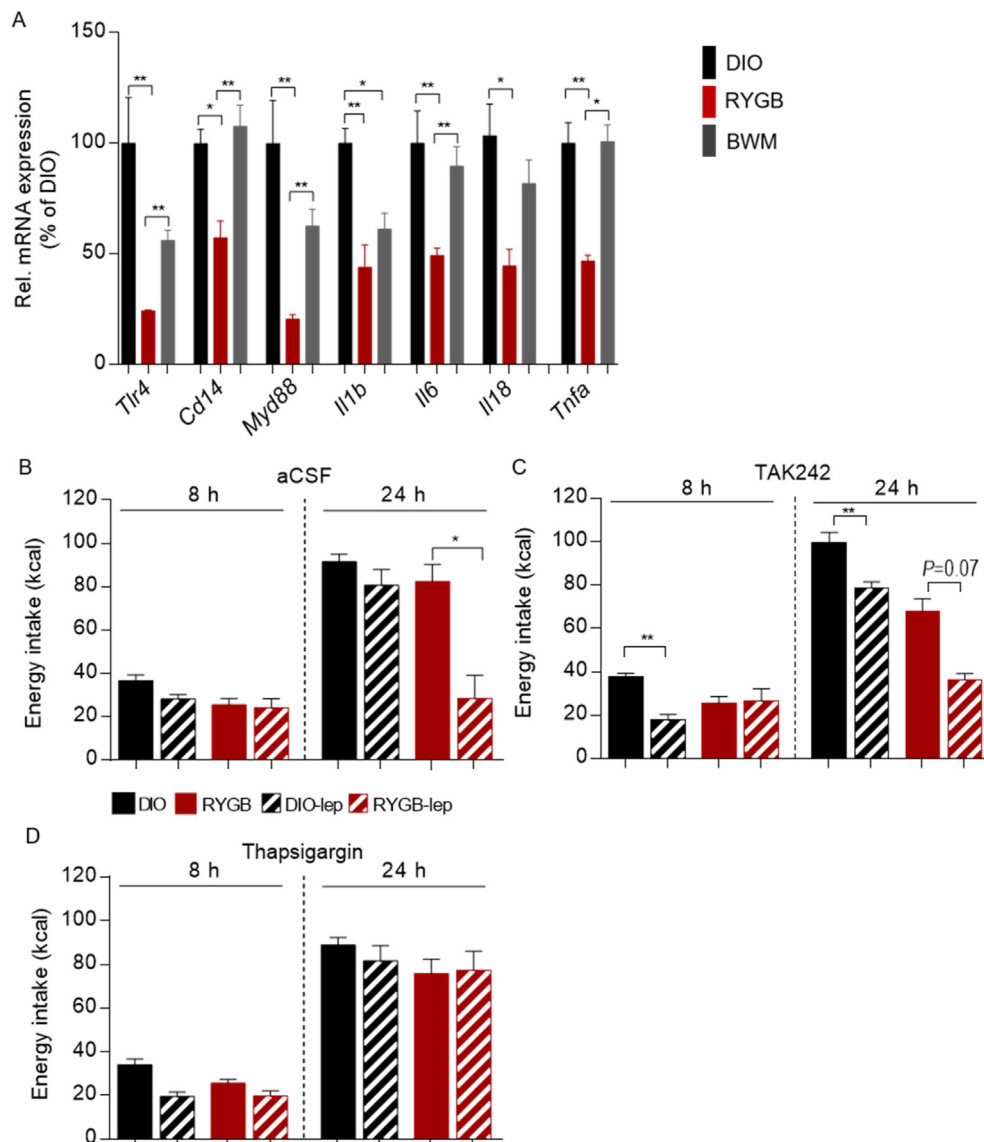 A
150
100
50
0
Rel. mRNA expression
(% of DIO)
** ** ** * ** * **
* ** ** *
** ** **
Tlr4 Cd14 Myd88 Il1b Il6 Il18 Tnfa
DIO
RYGB
BWM
B
aCSF
8 h 24 h
120
100
80
60
40
20
0
Energy intake (kcal)
*
C
TAK242
8 h 24 h
120
100
80
60
40
20
0
Energy intake (kcal)
**
**
P=0.07
DIO RYGB DIO-lep RYGB-lep
D
Thapsigargin
8 h 24 h
120
100
80
60
40
20
0
Energy intake (kcal)